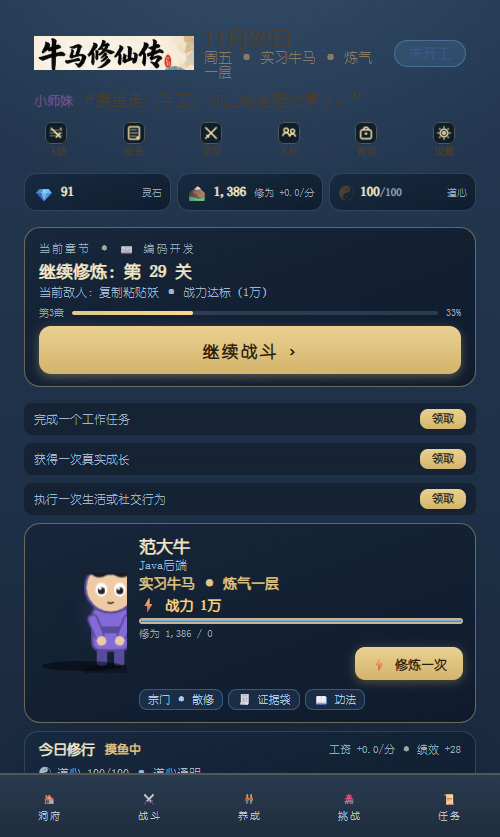 牛马修仙传
11月20日
周五 • 实习牛马 • 炼气一层
未开工
小师妹
91 灵石
1,386 修为 +0.0/分
100/100 道心
当前章节 • 编码开发
继续修炼: 第 29 关
当前敌人: 复制粘贴妖 • 战力达标 (1万)
第3章 33%
继续战斗 ›
完成一个工作任务 领取
获得一次真实成长 领取
执行一次生活或社交行为 领取
范大牛
Java后端
实习牛马 • 炼气一层
战力 1万
修为 1,386 / 0
修炼一次
宗门 • 散修 证据袋 功法
今日修行 摸鱼中 工资 +0.0/分 • 绩效 +28
道心 100/100 • 道心通明
洞府 战斗 养成 挑战 任务